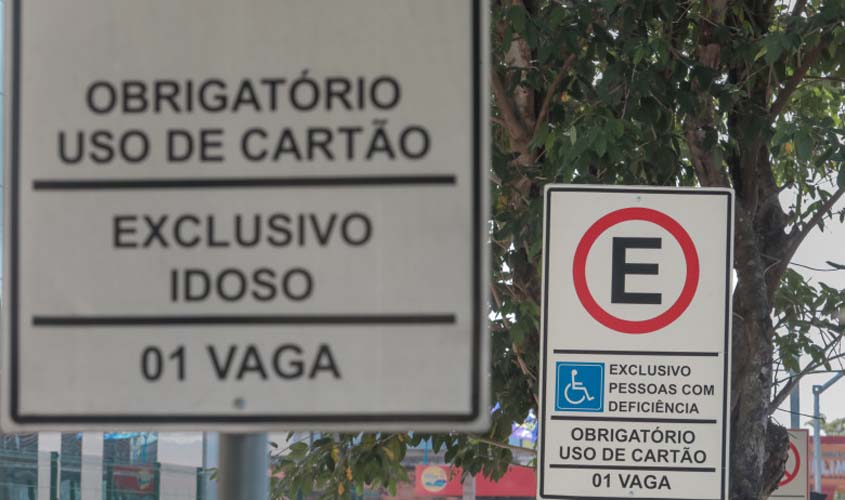 OBRIGATÓRIO
USO DE CARTÃO
EXCLUSIVO
IDOSO
01 VAGA
E
EXCLUSIVO
PESSOAS COM
DEFICIÊNCIA
OBRIGATÓRIO
USO DE CARTÃO
01 VAGA